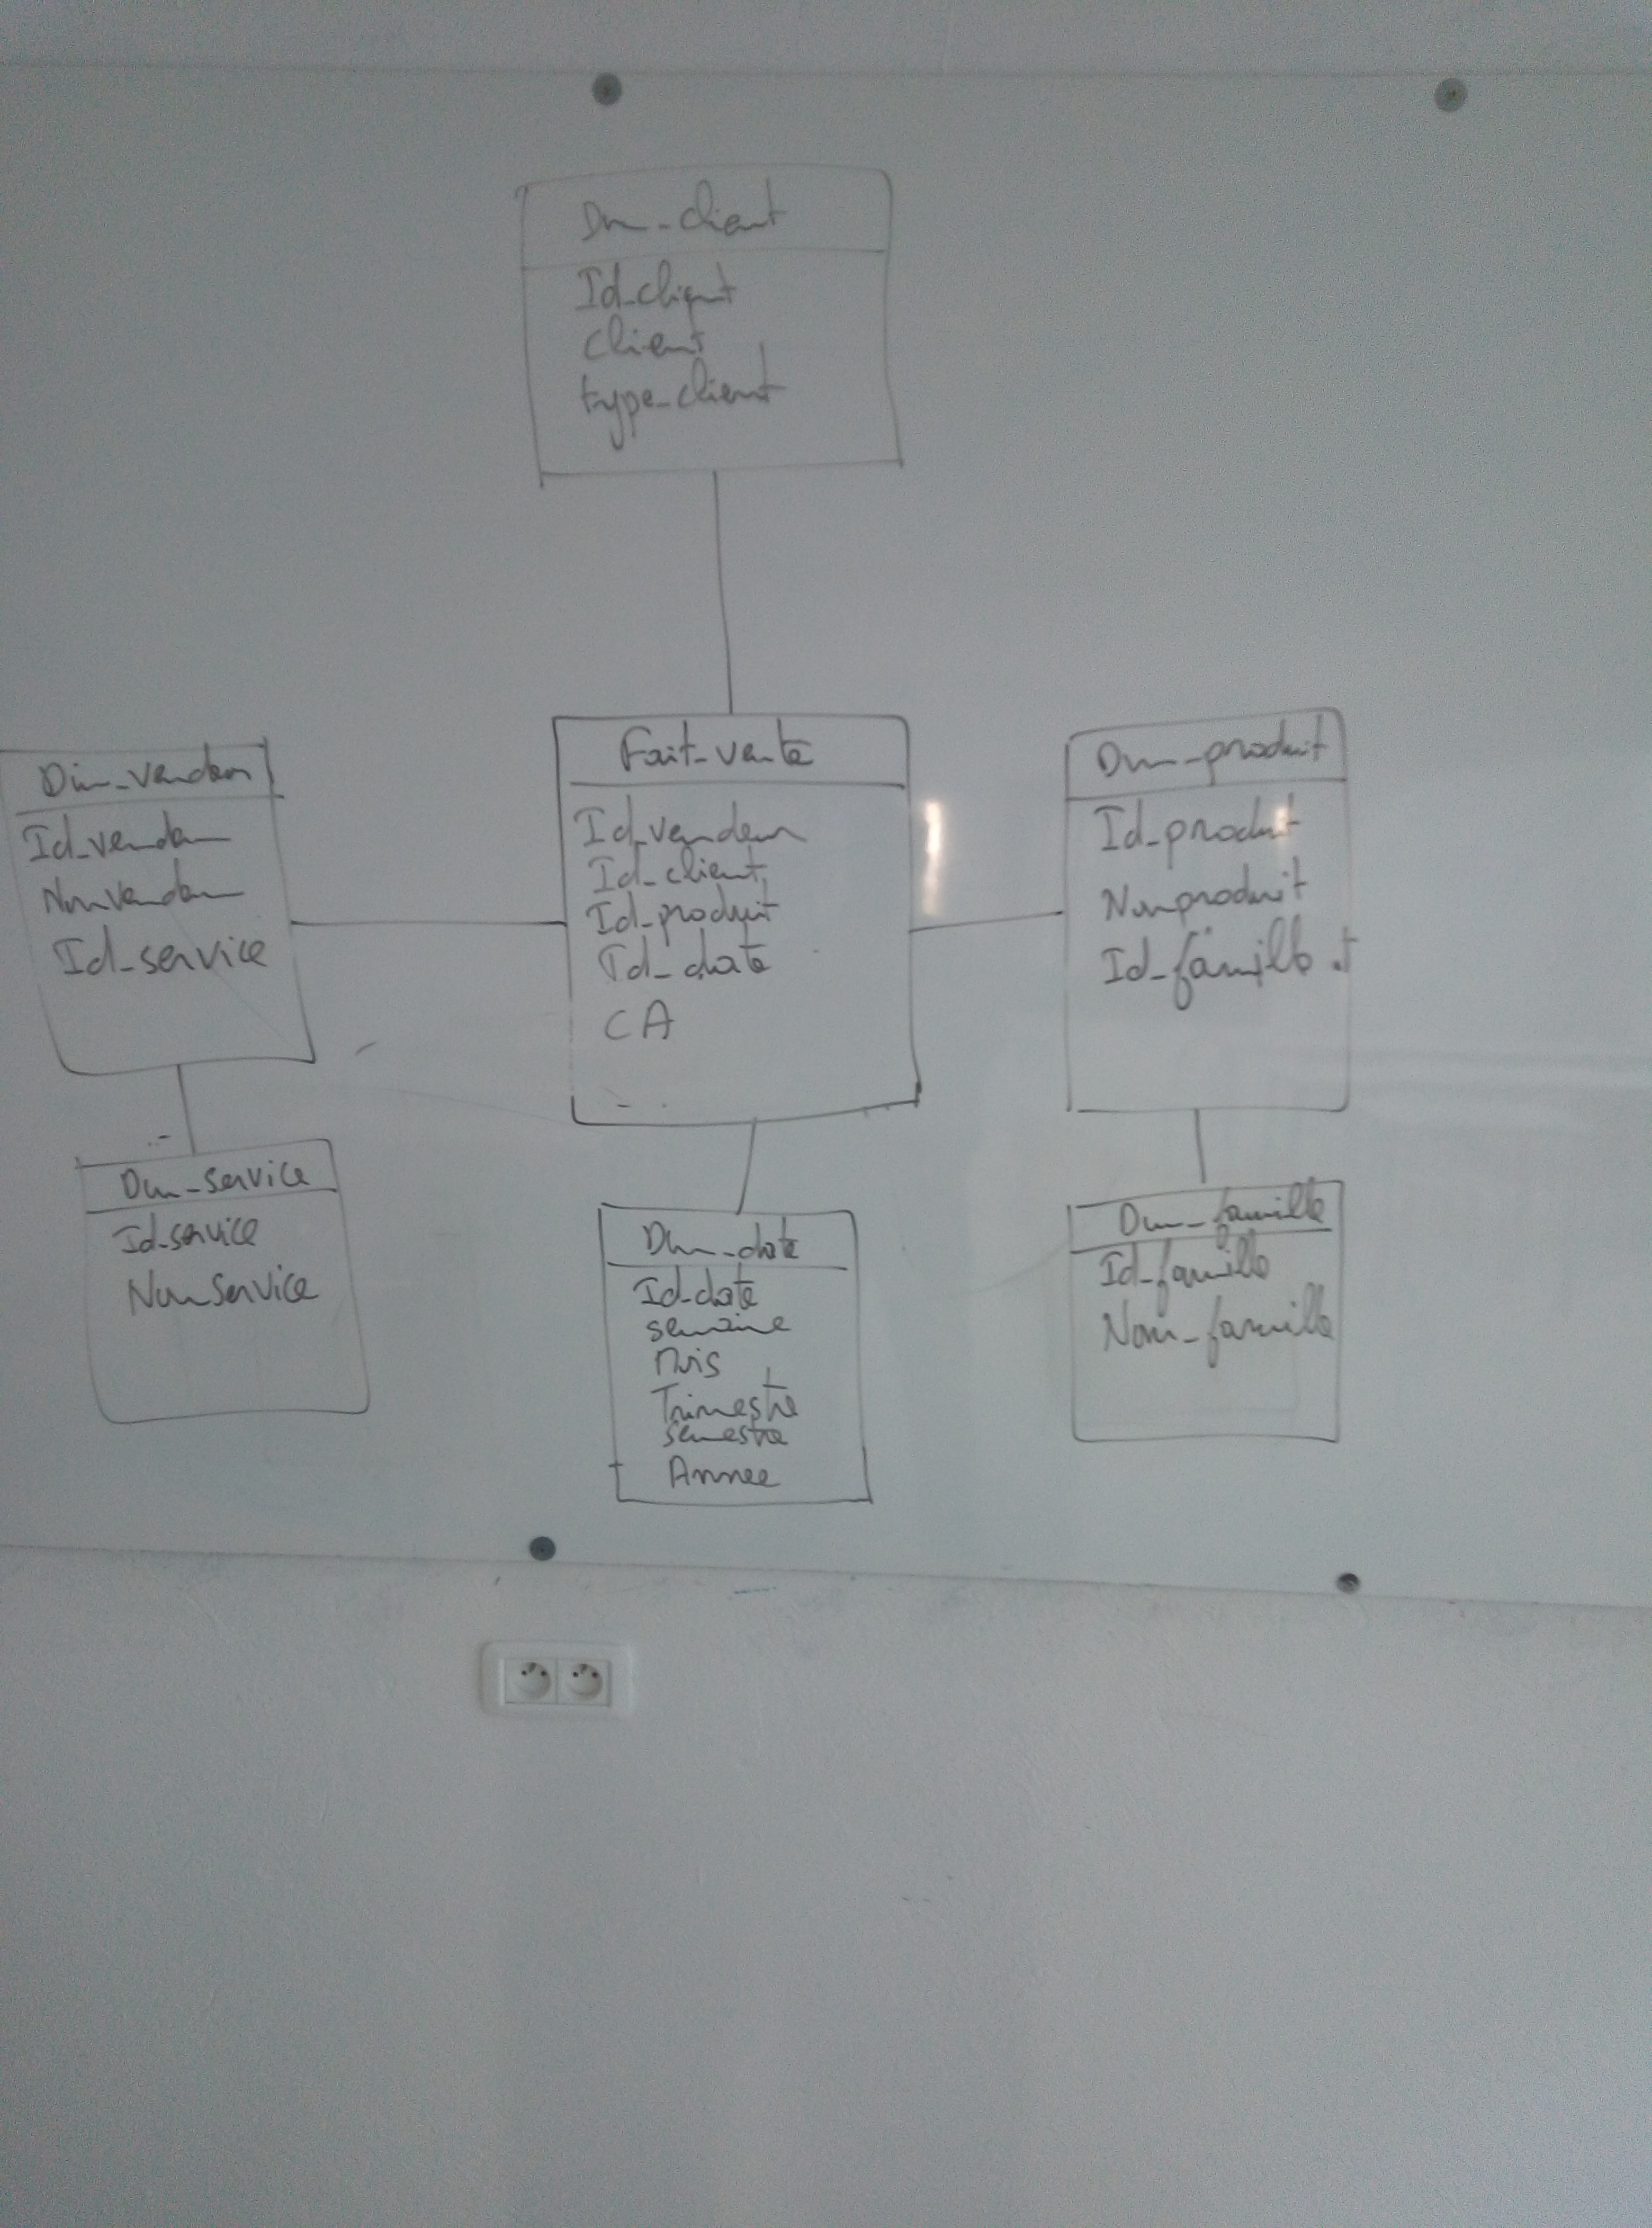 Dim_client
Id_client
client
type_client
Dim_vendeur
Id_vendeur
Nomvendeur
Id_service
Fait_vente
Id_vendeur
Id_client
Id_produit
Id_date
CA
Dim_produit
Id_produit
Nomproduit
Id_famille
Dim_service
Id_service
Nomservice
Dim_date
Id_date
semaine
Mois
Trimestre
semestre
Annee
Dim_famille
Id_famille
Nom_famille